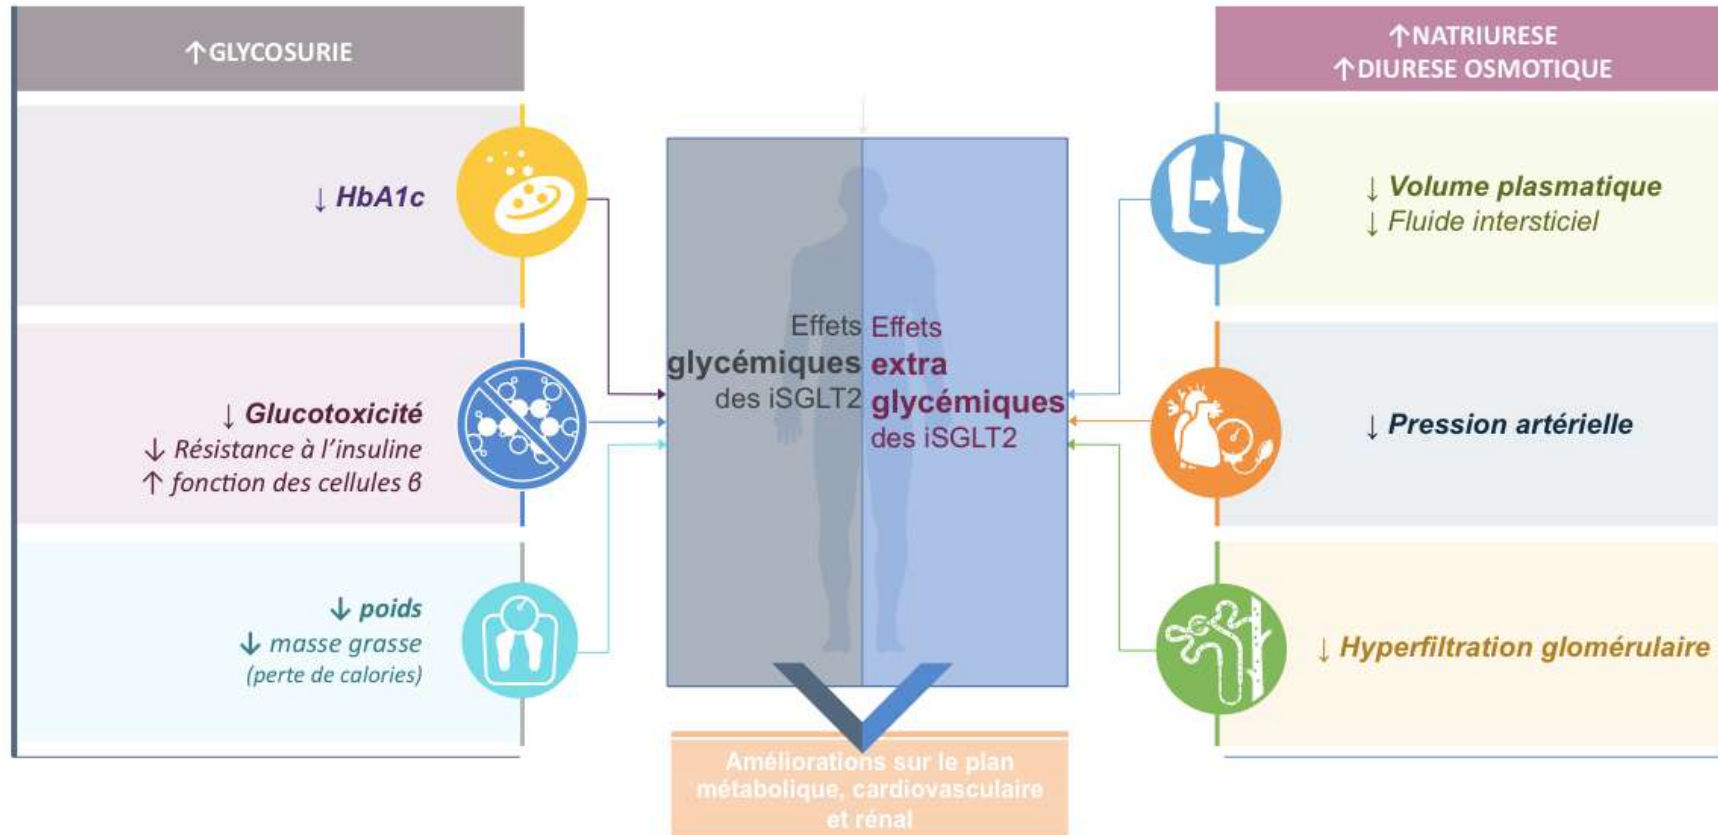 ↑GLYCOSURIE
↓ HbA1c
↓ Glucotoxicité
↓ Résistance à l’insuline
↑ fonction des cellules β
↓ poids
↓ masse grasse
(perte de calories)
Effets
glycémiques
des iSGLT2
Effets
extra
glycémiques
des iSGLT2
Améliorations sur le plan
métabolique, cardiovasculaire
et rénal
↑NATRIURESE
↑DIURESE OSMOTIQUE
↓ Volume plasmatique
↓ Fluide intersticiel
↓ Pression artérielle
↓ Hyperfiltration glomérulaire